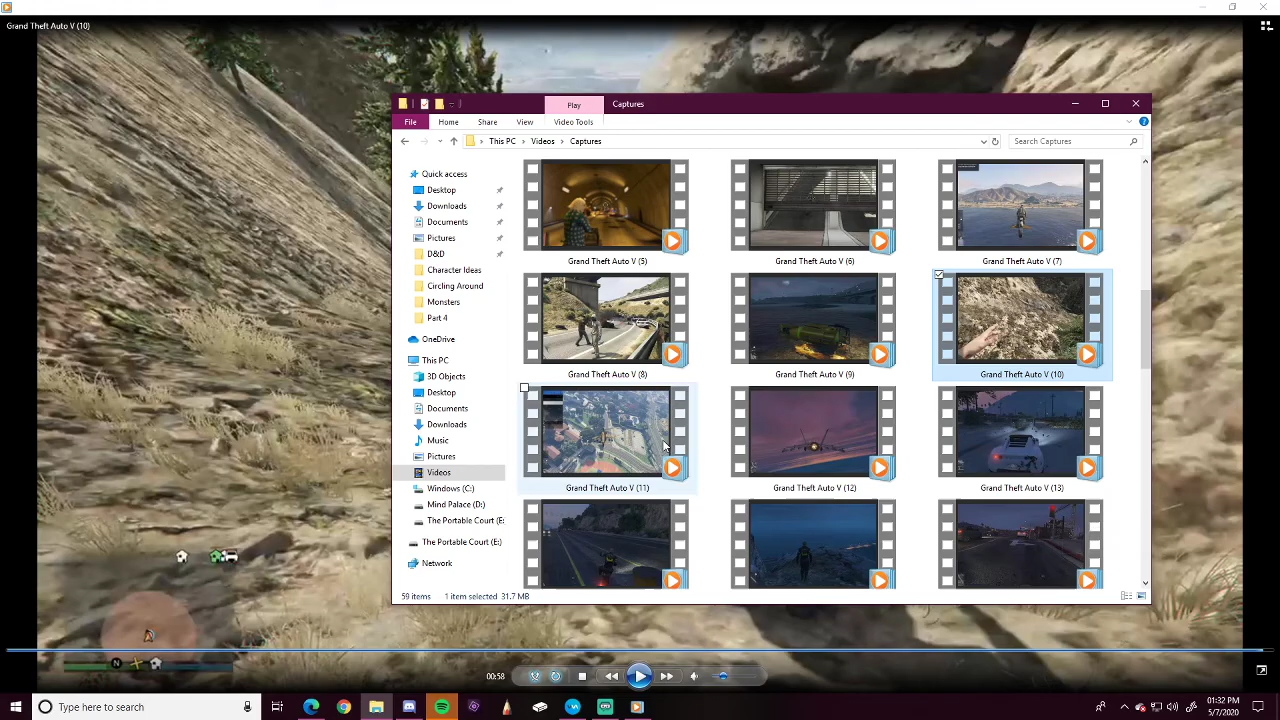 Grand Theft Auto V (10)
Play
Captures
File
Home
Share
View
Video Tools
This PC
Videos
Captures
Search Captures
Quick access
Desktop
Downloads
Documents
Pictures
D&D
Character Ideas
Circling Around
Monsters
Part 4
OneDrive
This PC
3D Objects
Desktop
Documents
Downloads
Music
Pictures
Videos
Windows (C:)
Mind Palace (D:)
The Portable Court (E:
The Portable Court (E:)
Network
Grand Theft Auto V (5)
Grand Theft Auto V (6)
Grand Theft Auto V (7)
Grand Theft Auto V (8)
Grand Theft Auto V (9)
Grand Theft Auto V (10)
Grand Theft Auto V (11)
Grand Theft Auto V (12)
Grand Theft Auto V (13)
59 items
1 item selected 31.7 MB
N
00:58
Type here to search
01:32 PM
5/7/2020